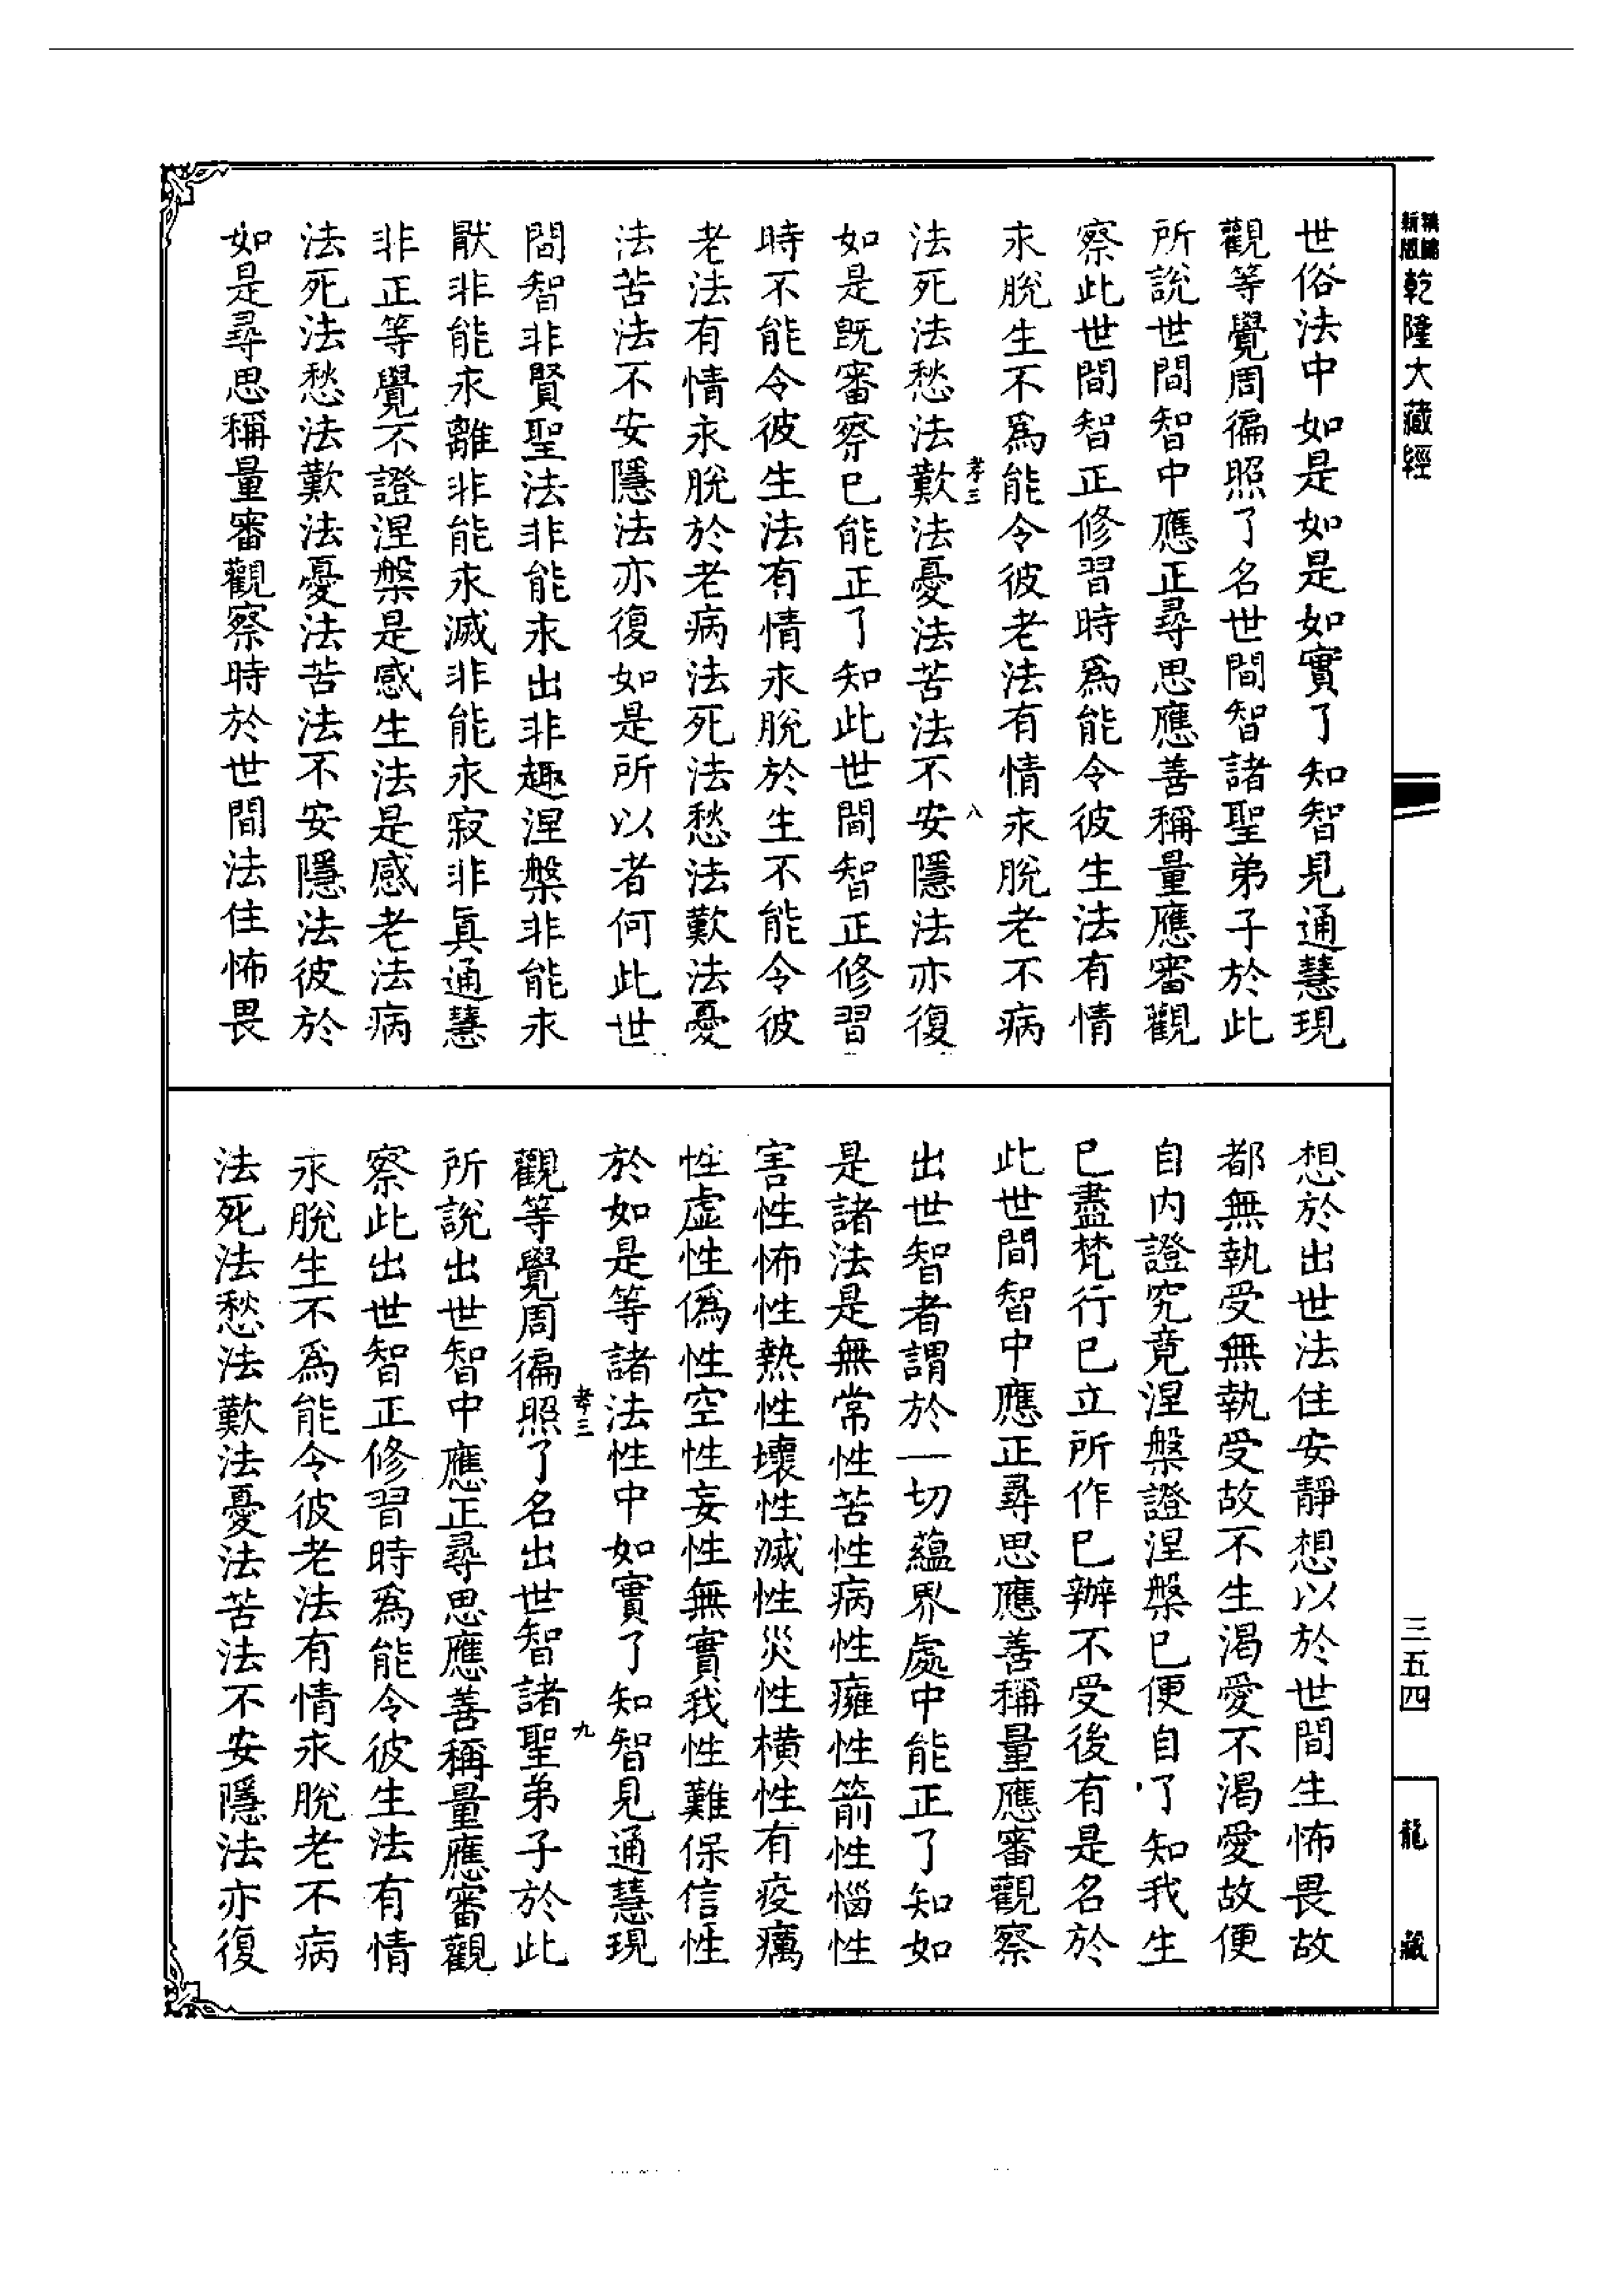 新編縮版乾隆大藏經
三五四
龍藏
世俗法中如是如是如實了知智見通慧現
觀等覺周徧照了名世間智諸聖弟子於此
所說世間智中應正尋思應善稱量應審觀
察此世間智正修習時爲能令彼生法有情
永脫生不爲能令彼老法有情永脫老不病
孝三
八
法死法愁法歎法憂法苦法不安隱法亦復
如是旣審察已能正了知此世間智正修習
時不能令彼生法有情永脫於生不能令彼
老法有情永脫於老病法死法愁法歎法憂
法苦法不安隱法亦復如是所以者何此世
間智非賢聖法非能永出非趣涅槃非能永
厭非能永離非能永滅非能永寂非眞通慧
非正等覺不證涅槃是感生法是感老法病
法死法愁法歎法憂法苦法不安隱法彼於
如是尋思稱量審觀察時於世間法住怖畏
想於出世法住安靜想以於世間生怖畏故
都無執受無執受故不生渴愛不渴愛故便
自內證究竟涅槃證涅槃已便自了知我生
已盡梵行已立所作已辦不受後有是名於
此世間智中應正尋思應善稱量應審觀察
出世智者謂於一切蘊界處中能正了知如
是諸法是無常性苦性病性癰性箭性惱性
害性怖性熱性壞性滅性災性橫性有疫癘
性虛性僞性空性妄性無實我性難保信性
於如是等諸法性中如實了知智見通慧現
孝三
九
觀等覺周徧照了名出世智諸聖弟子於此
所說出世智中應正尋思應善稱量應審觀
察此出世智正修習時爲能令彼生法有情
永脫生不爲能令彼老法有情永脫老不病
法死法愁法歎法憂法苦法不安隱法亦復